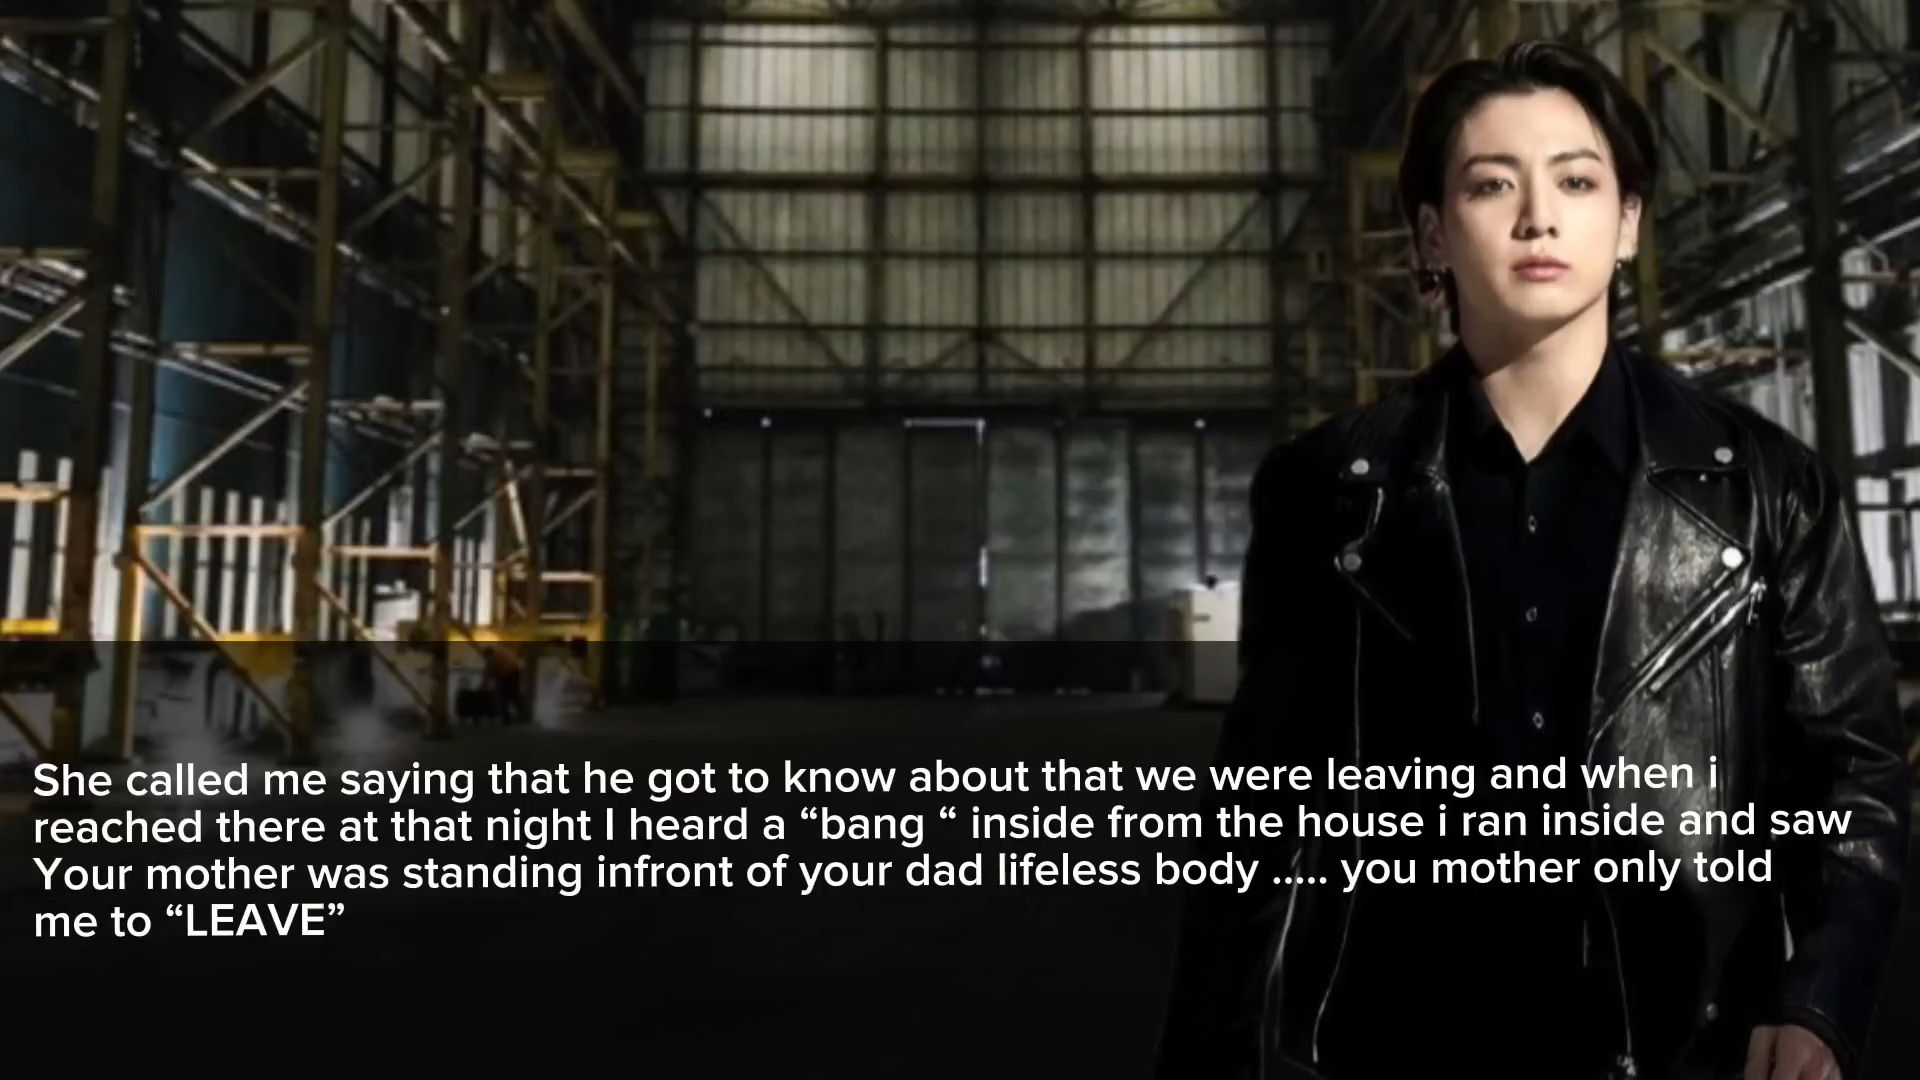 She called me saying that he got to know about that we were leaving and when i
reached there at that night I heard a “bang “ inside from the house i ran inside and saw
Your mother was standing infront of your dad lifeless body ..... you mother only told
me to “LEAVE”